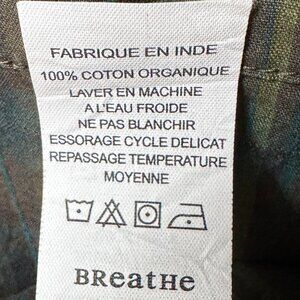 FABRIQUE EN INDE
100% COTON ORGANIQUE
LAVER EN MACHINE
A L'EAU FROIDE
NE PAS BLANCHIR
ESSORAGE CYCLE DELICAT
REPASSAGE TEMPERATURE
MOYENNE
BReatHe